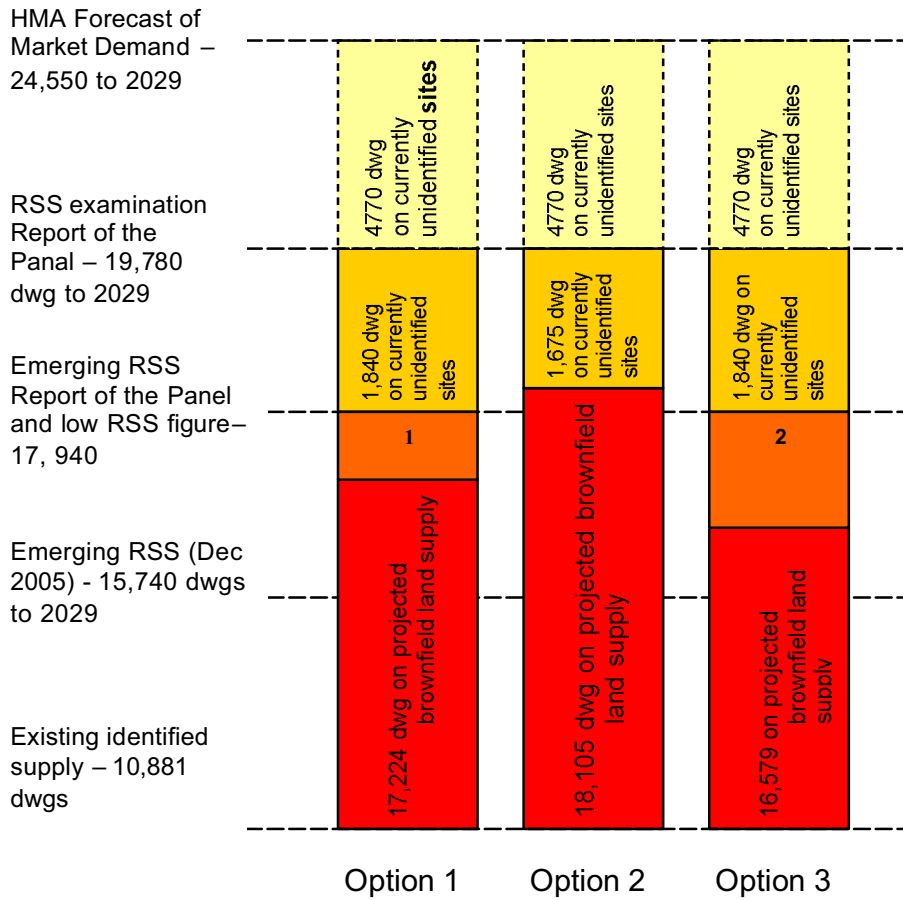 HMA Forecast of
Market Demand –
24,550 to 2029
RSS examination
Report of the
Panal – 19,780
dwg to 2029
Emerging RSS
Report of the Panel
and low RSS figure–
17, 940
Emerging RSS (Dec
2005) - 15,740 dwgs
to 2029
Existing identified
supply – 10,881
dwgs
4770 dwg
on currently
unidentified sites
1,840 dwg
on currently
unidentified
sites
1
17,224 dwg on projected
brownfield land supply
4770 dwg
on currently
unidentified sites
1,675 dwg
on currently
unidentified
sites
18,105 dwg on projected brownfield
land supply
4770 dwg
on currently
unidentified sites
1,840 dwg on
currently
unidentified
sites
2
16,579 on projected
brownfield land
supply
Option 1
Option 2
Option 3